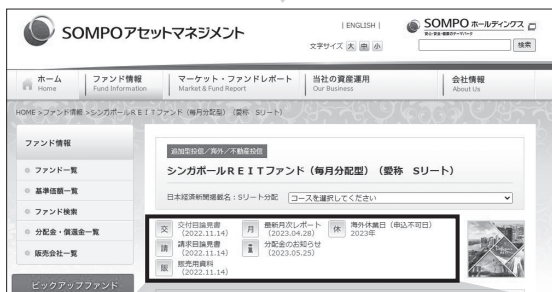 SOMPOアセットマネジメント
| ENGLISH |
SOMPO ホールディングス
安心・安全・健康のテーマパーク
文字サイズ 大 中 小
検索
ホーム
Home
ファンド情報
Fund Information
マーケット・ファンドレポート
Market & Fund Report
当社の資産運用
Our Business
会社情報
About Us
HOME >ファンド情報 >シンガポールREITファンド(毎月分配型)(愛称 Sリート)
ファンド情報
ファンド一覧
基準価額一覧
ファンド検索
分配金・償還金一覧
販売会社一覧
ピックアップファンド
追加型投信/海外/不動産投信
シンガポールREITファンド(毎月分配型)(愛称 Sリート)
日本経済新聞掲載名:Sリート分配
コースを選択してください
交 交付目論見書
(2022.11.14)
請 請求目論見書
(2022.11.14)
販 販売用資料
(2022.11.14)
月 最新月次レポート
(2023.04.28)
分配金のお知らせ
(2023.05.25)
休 海外休業日(申込不可日)
2023年